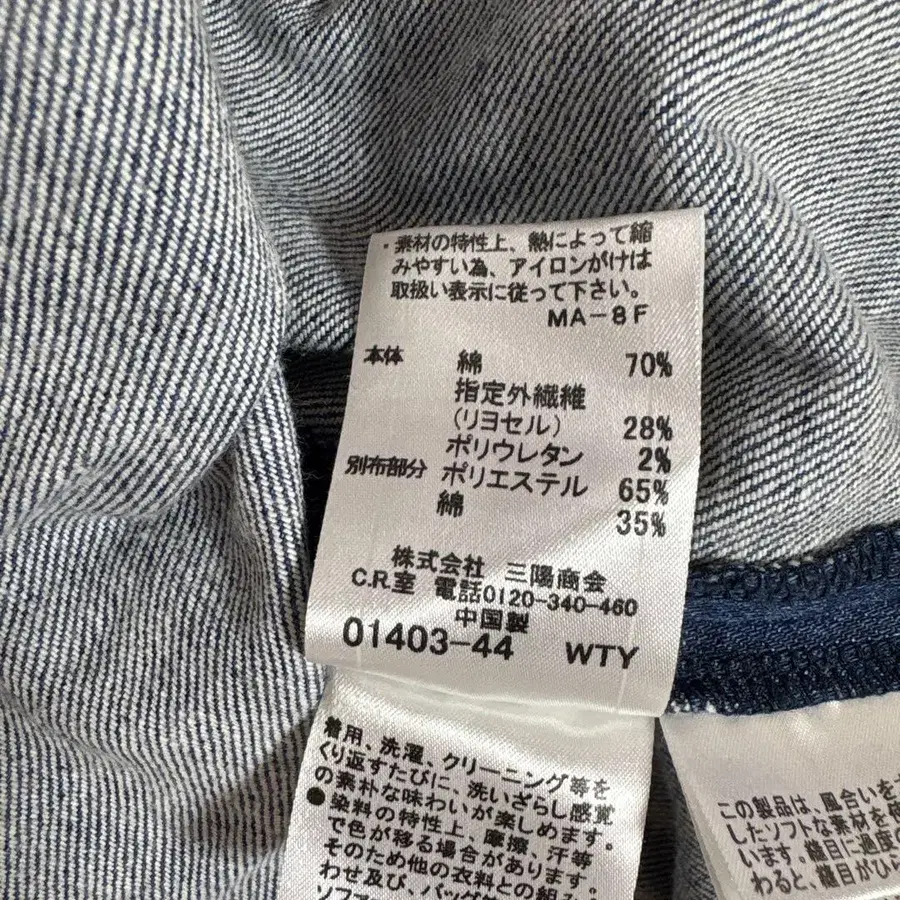 ・素材の特性上、熱によって縮
みやすい為、アイロンがけは
取扱い表示に従って下さい。
MA-8F
本体 綿 70%
指定外繊維
(リヨセル) 28%
ポリウレタン 2%
別布部分 ポリエステル 65%
綿 35%
株式会社 三陽商会
C.R.室 電話0120-340-460
中国製
01403-44 WTY
着用、洗濯、クリーニング等を
くり返すたびに、洗いざらし感覚
の素朴な味わいが楽しめます。
●染料の特性上、摩擦、汗等
で色が移る場合があります。
そのため他の衣料との組み
わせ及び、バッグ
ソファ
この製品は、風合いを
したソフトな素材を使
います。縫目に過度の
わると、縫目がひら